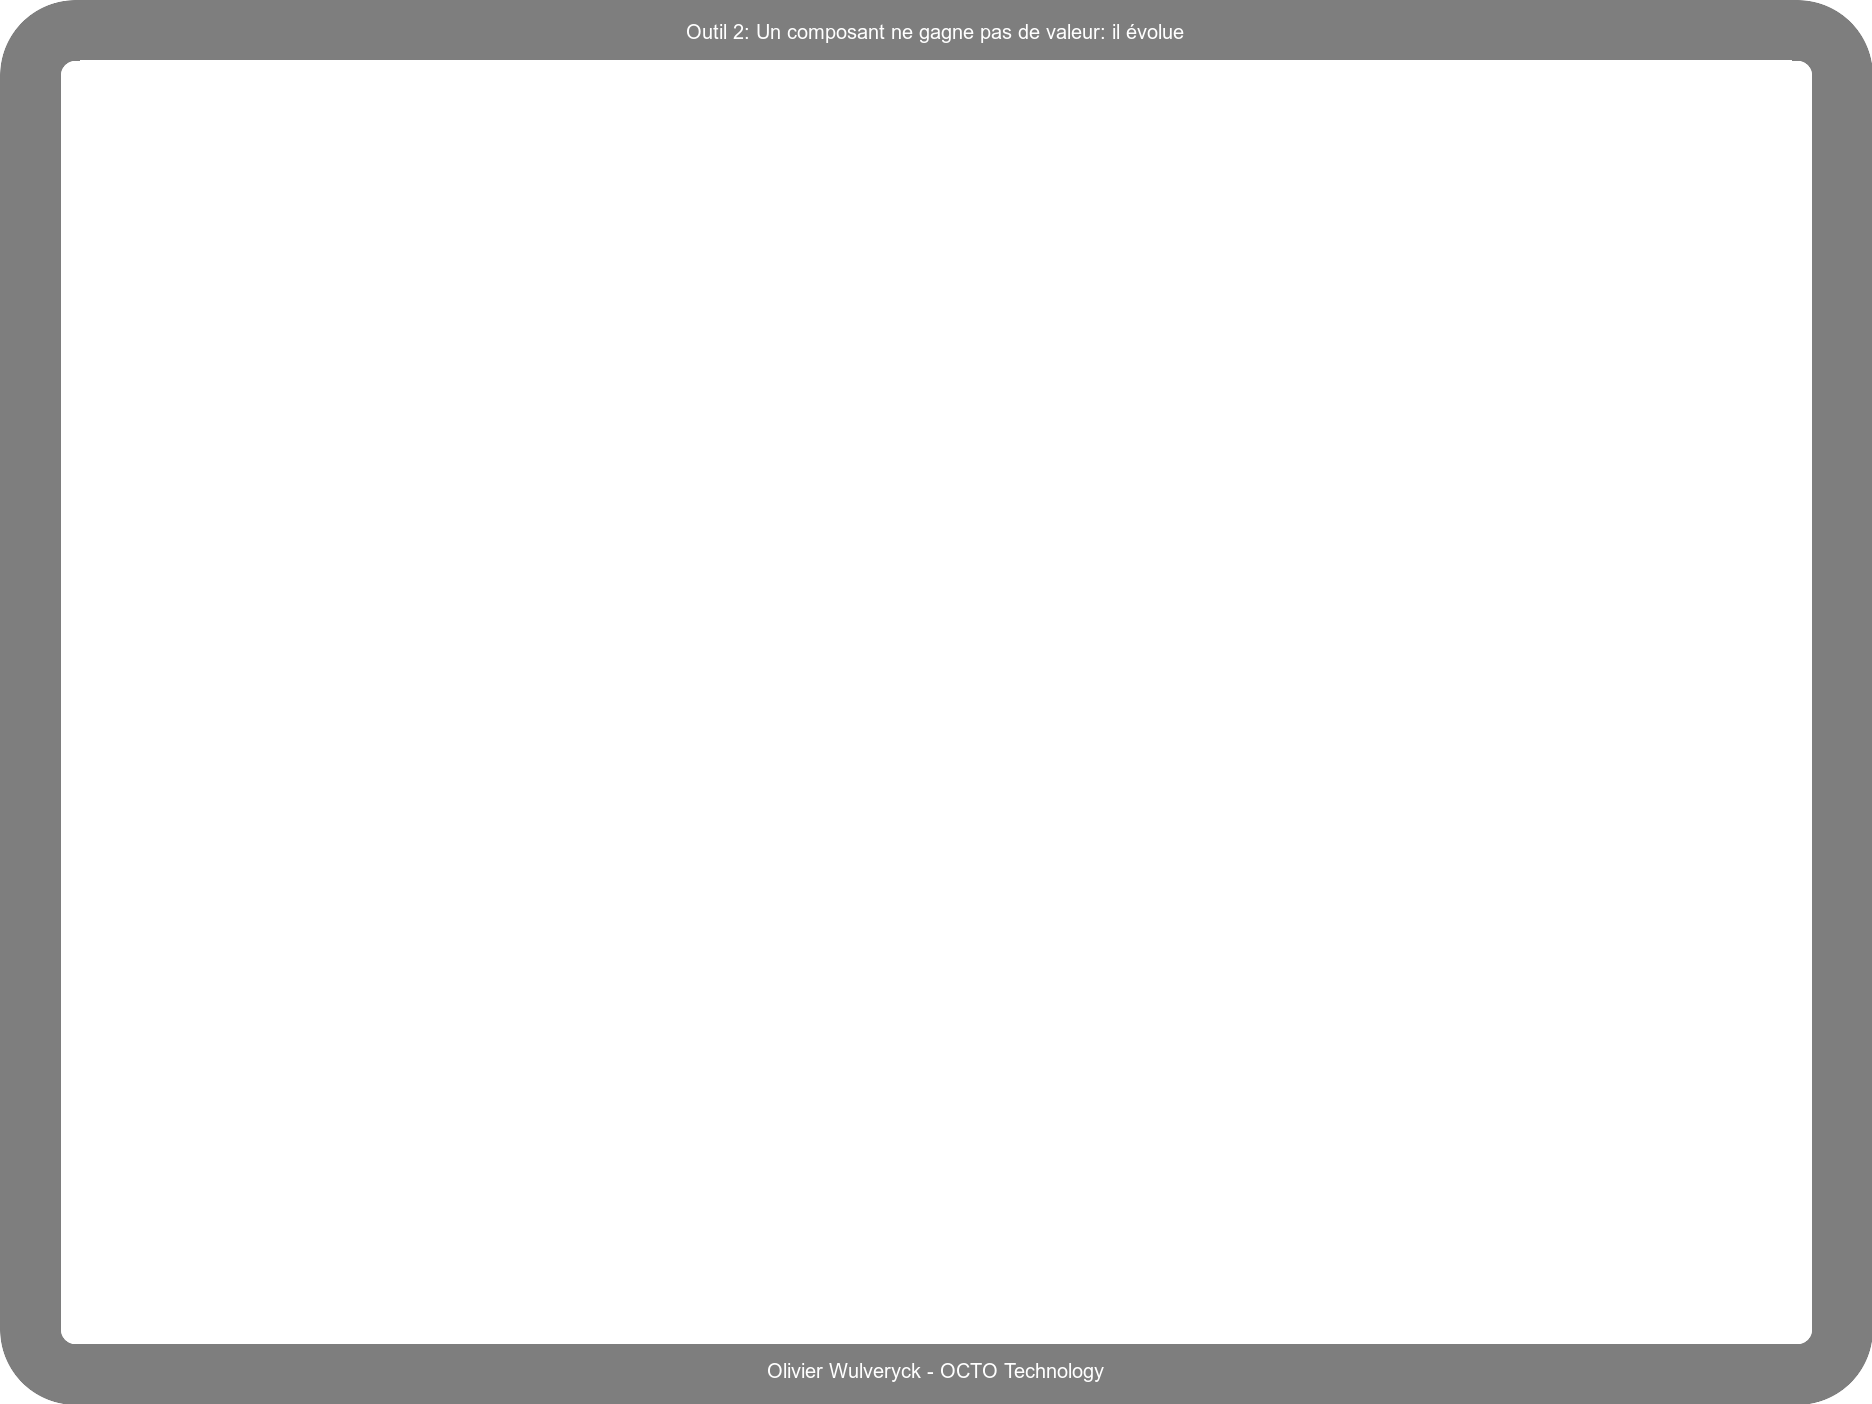 Outil 2: Un composant ne gagne pas de valeur: il évolue
Olivier Wulveryck - OCTO Technology